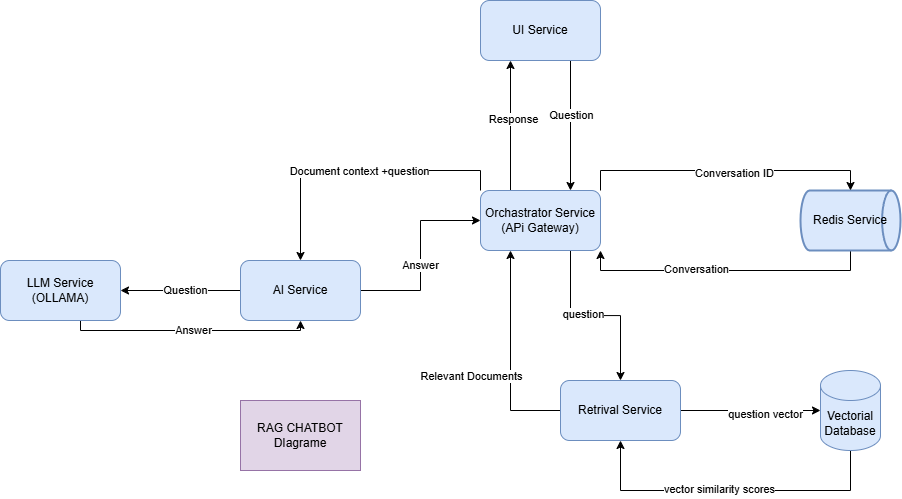 UI Service
Response
Question
Document context +question
Conversation ID
Orchastrator Service
(APi Gateway)
Redis Service
Answer
Conversation
LLM Service
(OLLAMA)
Question
AI Service
Answer
question
Relevant Documents
Retrival Service
question vector
Vectorial
Database
RAG CHATBOT
DIagrame
vector similarity scores